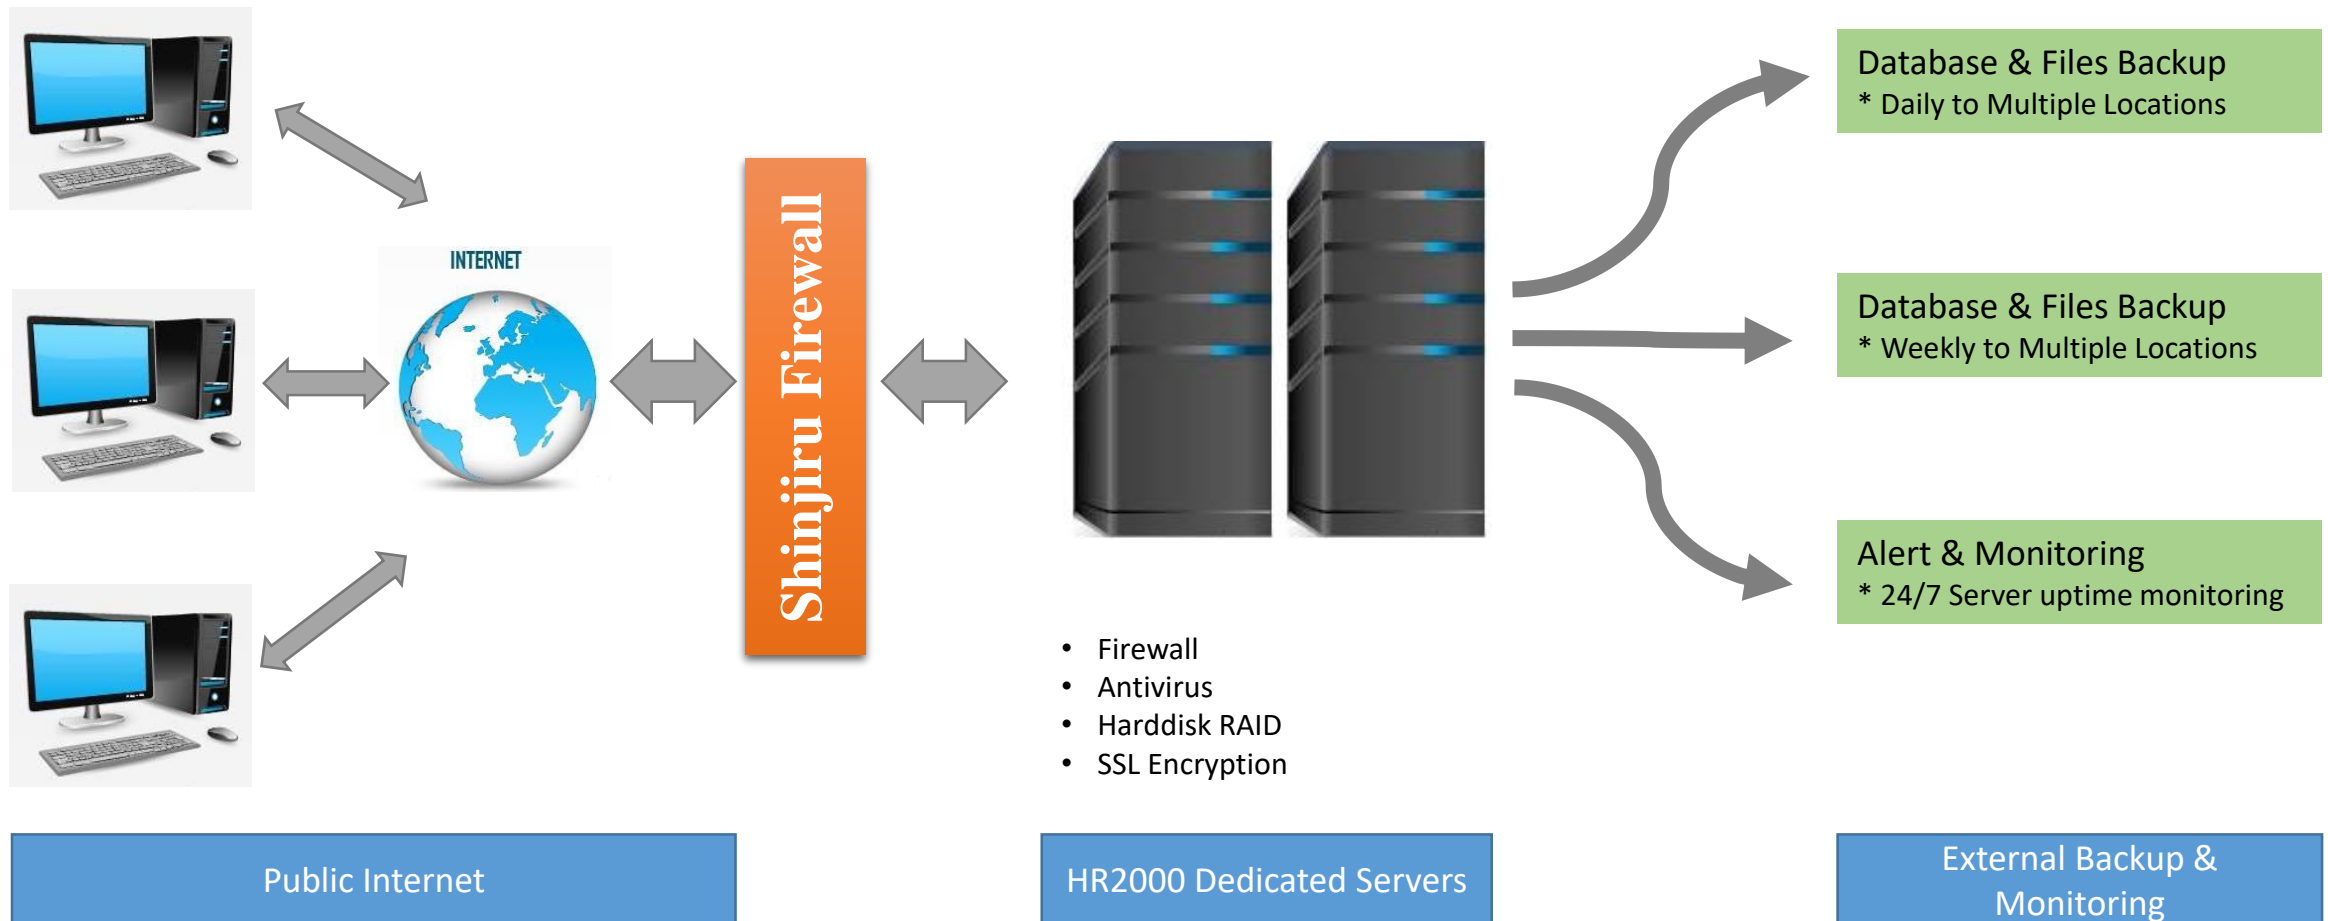 INTERNET
Shinjiru Firewall
• Firewall
• Antivirus
• Harddisk RAID
• SSL Encryption
Database & Files Backup
* Daily to Multiple Locations
Database & Files Backup
* Weekly to Multiple Locations
Alert & Monitoring
* 24/7 Server uptime monitoring
Public Internet
HR2000 Dedicated Servers
External Backup &
Monitoring